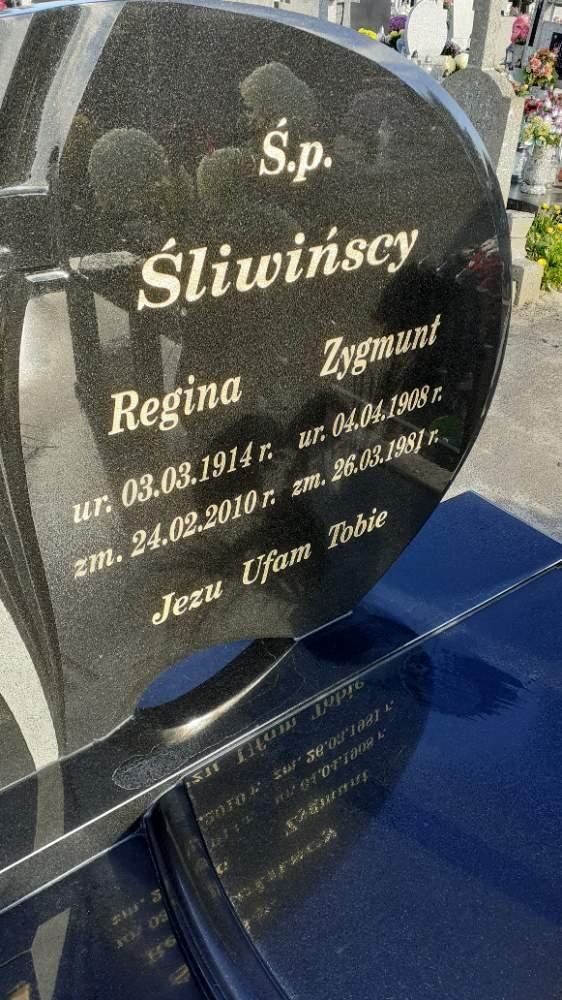 Ś.p.
Śliwińscy
Regina
ur. 03.03.1914 r.
zm. 24.02.2010 r.
Zygmunt
ur. 04.04.1908 r.
zm. 26.03.1981 r.
Jezu Ufam Tobie